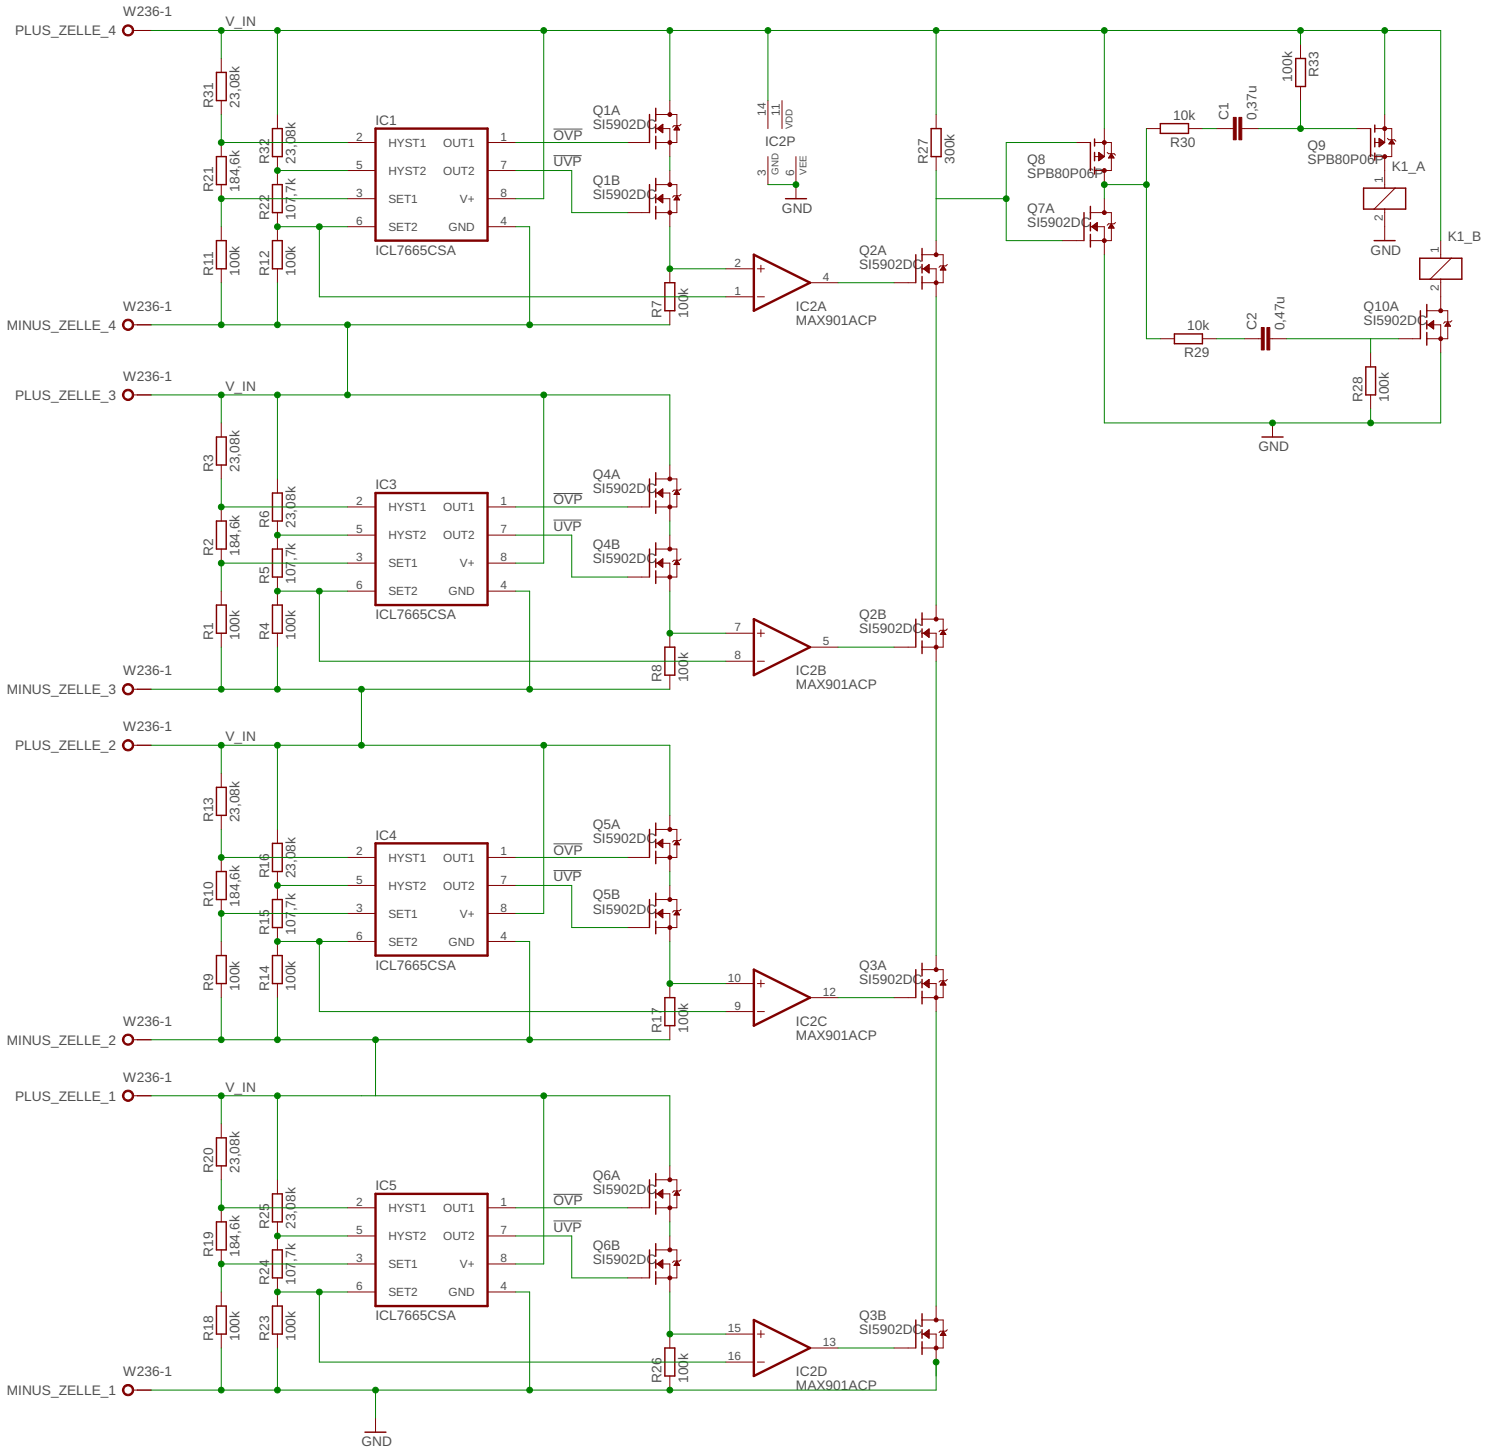 W236-1
PLUS_ZELLE_4
V_IN
R31
23,08k
R32
23,08k
R21
184,6k
R22
107,7k
R11
100k
R12
100k
IC1
2 HYST1 OUT1 1
5 HYST2 OUT2 7
3 SET1 V+ 8
6 SET2 GND 4
ICL7665CSA
OVP
UVP
Q1A
SI5902DC
Q1B
SI5902DC
R7
100k
14
11
VDD
IC2P
3
GND
6
VEE
GND
2
+
1
−
4
IC2A
MAX901ACP
R27
300k
Q2A
SI5902DC
Q8
SPB80P06P
Q7A
SI5902DC
10k
R30
C1
0,37u
100k
R33
Q9
SPB80P06P
K1_A
1
2
GND
K1_B
1
2
10k
R29
C2
0,47u
Q10A
SI5902DC
R28
100k
GND
W236-1
MINUS_ZELLE_4
W236-1
PLUS_ZELLE_3
V_IN
R3
23,08k
R6
23,08k
R2
184,6k
R5
107,7k
R1
100k
R4
100k
IC3
2 HYST1 OUT1 1
5 HYST2 OUT2 7
3 SET1 V+ 8
6 SET2 GND 4
ICL7665CSA
OVP
UVP
Q4A
SI5902DC
Q4B
SI5902DC
R8
100k
7
+
8
−
5
IC2B
MAX901ACP
Q2B
SI5902DC
W236-1
MINUS_ZELLE_3
W236-1
PLUS_ZELLE_2
V_IN
R13
23,08k
R16
23,08k
R10
184,6k
R15
107,7k
R9
100k
R14
100k
IC4
2 HYST1 OUT1 1
5 HYST2 OUT2 7
3 SET1 V+ 8
6 SET2 GND 4
ICL7665CSA
OVP
UVP
Q5A
SI5902DC
Q5B
SI5902DC
R17
100k
10
+
9
−
12
IC2C
MAX901ACP
Q3A
SI5902DC
W236-1
MINUS_ZELLE_2
W236-1
PLUS_ZELLE_1
V_IN
R20
23,08k
R25
23,08k
R19
184,6k
R24
107,7k
R18
100k
R23
100k
IC5
2 HYST1 OUT1 1
5 HYST2 OUT2 7
3 SET1 V+ 8
6 SET2 GND 4
ICL7665CSA
OVP
UVP
Q6A
SI5902DC
Q6B
SI5902DC
R26
100k
15
+
16
−
13
IC2D
MAX901ACP
Q3B
SI5902DC
W236-1
MINUS_ZELLE_1
GND